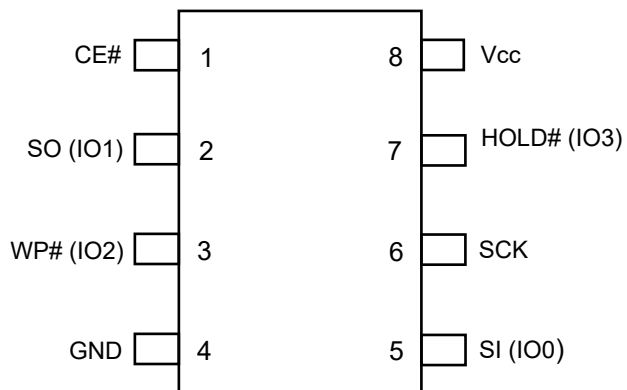 CE# 1 8 Vcc
SO (IO1) 2 7 HOLD# (IO3)
WP# (IO2) 3 6 SCK
GND 4 5 SI (IO0)